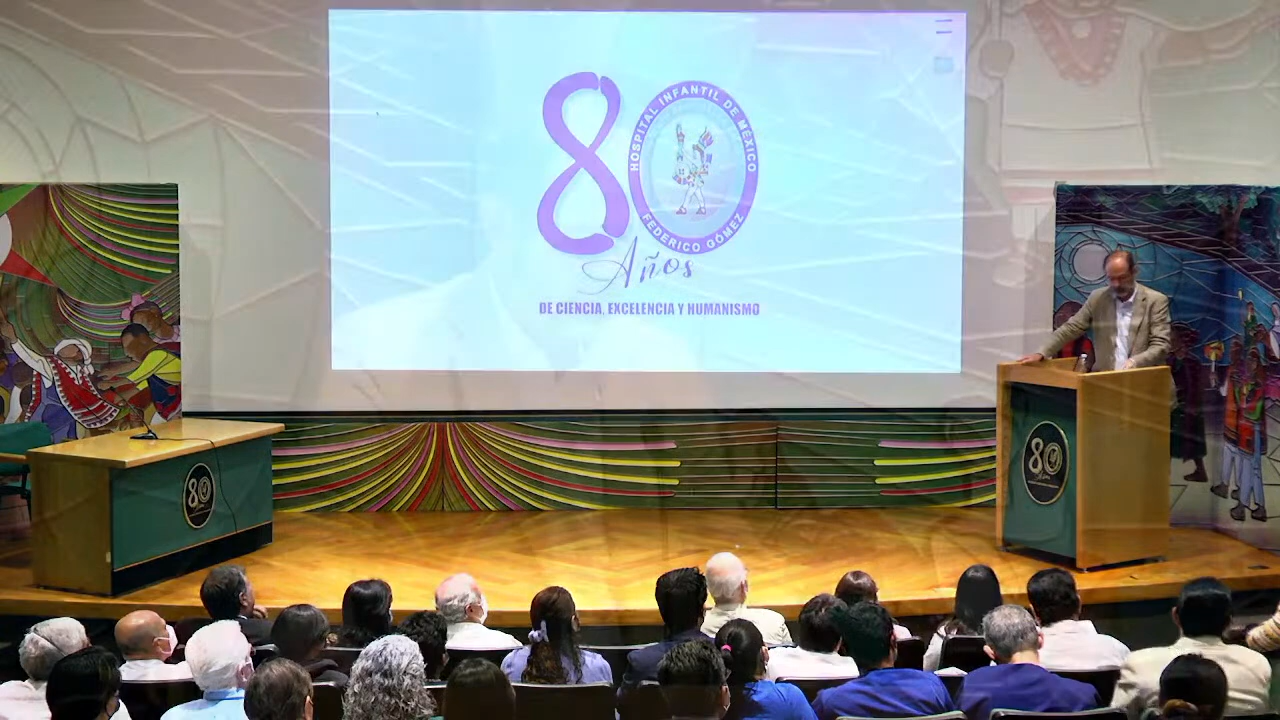 80
HOSPITAL INFANTIL DE MÉXICO
FEDERICO GÓMEZ
Años
DE CIENCIA, EXCELENCIA Y HUMANISMO
80
80